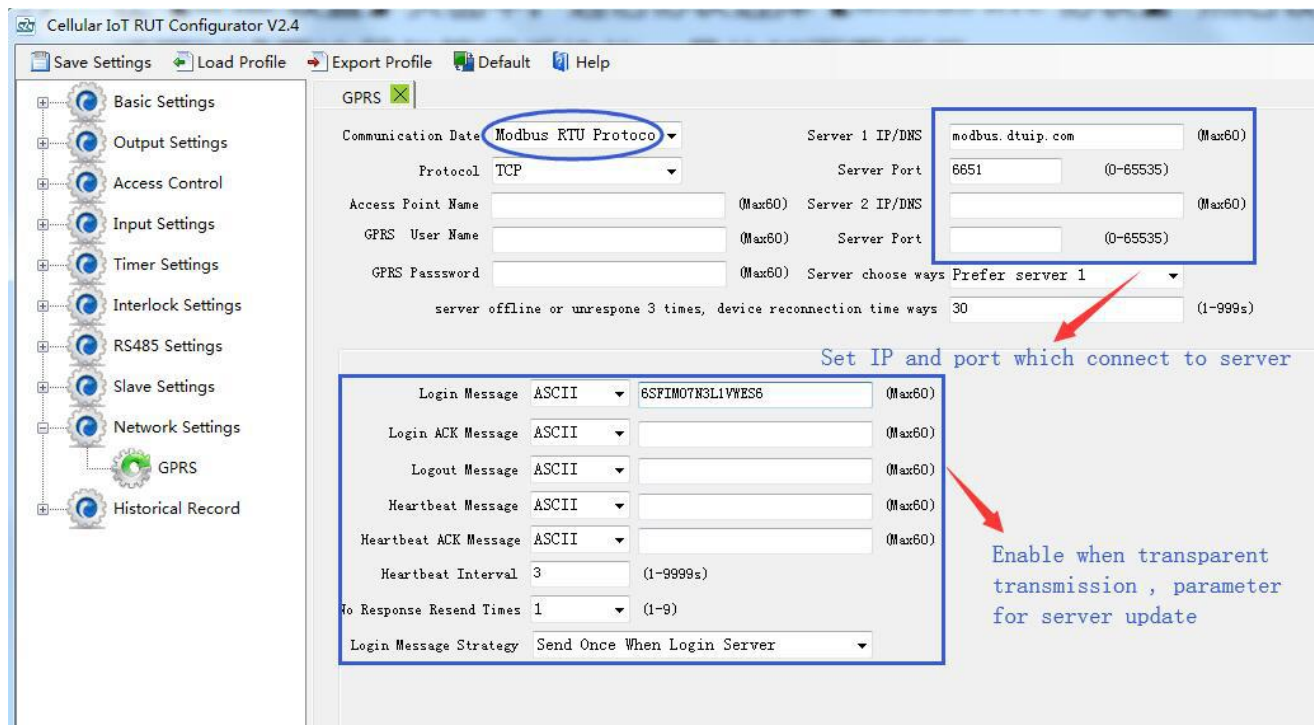 Cellular IoT RUT Configurator V2.4
Save Settings Load Profile Export Profile Default Help
Basic Settings
Output Settings
Access Control
Input Settings
Timer Settings
Interlock Settings
RS485 Settings
Slave Settings
Network Settings
GPRS
Historical Record
GPRS
Communication Date Modbus RTU Protoco Server 1 IP/DNS modbus.dtuip.com (Max60)
Protocol TCP Server Port 6651 (0-65535)
Access Point Name (Max60) Server 2 IP/DNS (Max60)
GPRS User Name (Max60) Server Port (0-65535)
GPRS Passsword (Max60) Server choose ways Prefer server 1
server offline or unrespone 3 times, device reconnection time ways 30 (1-999s)
Set IP and port which connect to server
Login Message ASCII 6SFIMO7N3L1VWES6 (Max60)
Login ACK Message ASCII (Max60)
Logout Message ASCII (Max60)
Heartbeat Message ASCII (Max60)
Heartbeat ACK Message ASCII (Max60)
Heartbeat Interval 3 (1-9999s)
No Response Resend Times 1 (1-9)
Login Message Strategy Send Once When Login Server
Enable when transparent
transmission , parameter
for server update